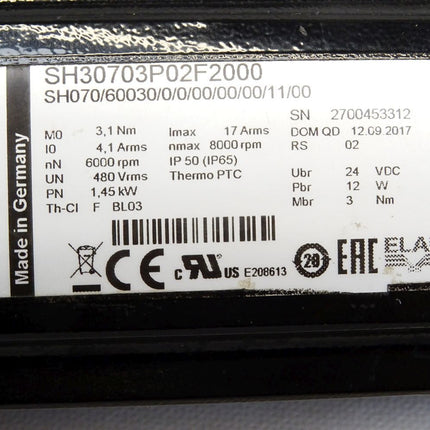 SH30703P02F2000
SH070/60030/0/0/00/00/00/11/00
SN 2700453312
M0 3,1 Nm Imax 17 Arms DOM QD 12.09.2017
I0 4,1 Arms nmax 8000 rpm RS 02
nN 6000 rpm IP 50 (IP65)
UN 480 Vrms Thermo PTC Ubr 24 VDC
PN 1,45 kW Pbr 12 W
Th-Cl F BL03 Mbr 3 Nm
Made in Germany
CE c RU US E208613 20 EAC ELA